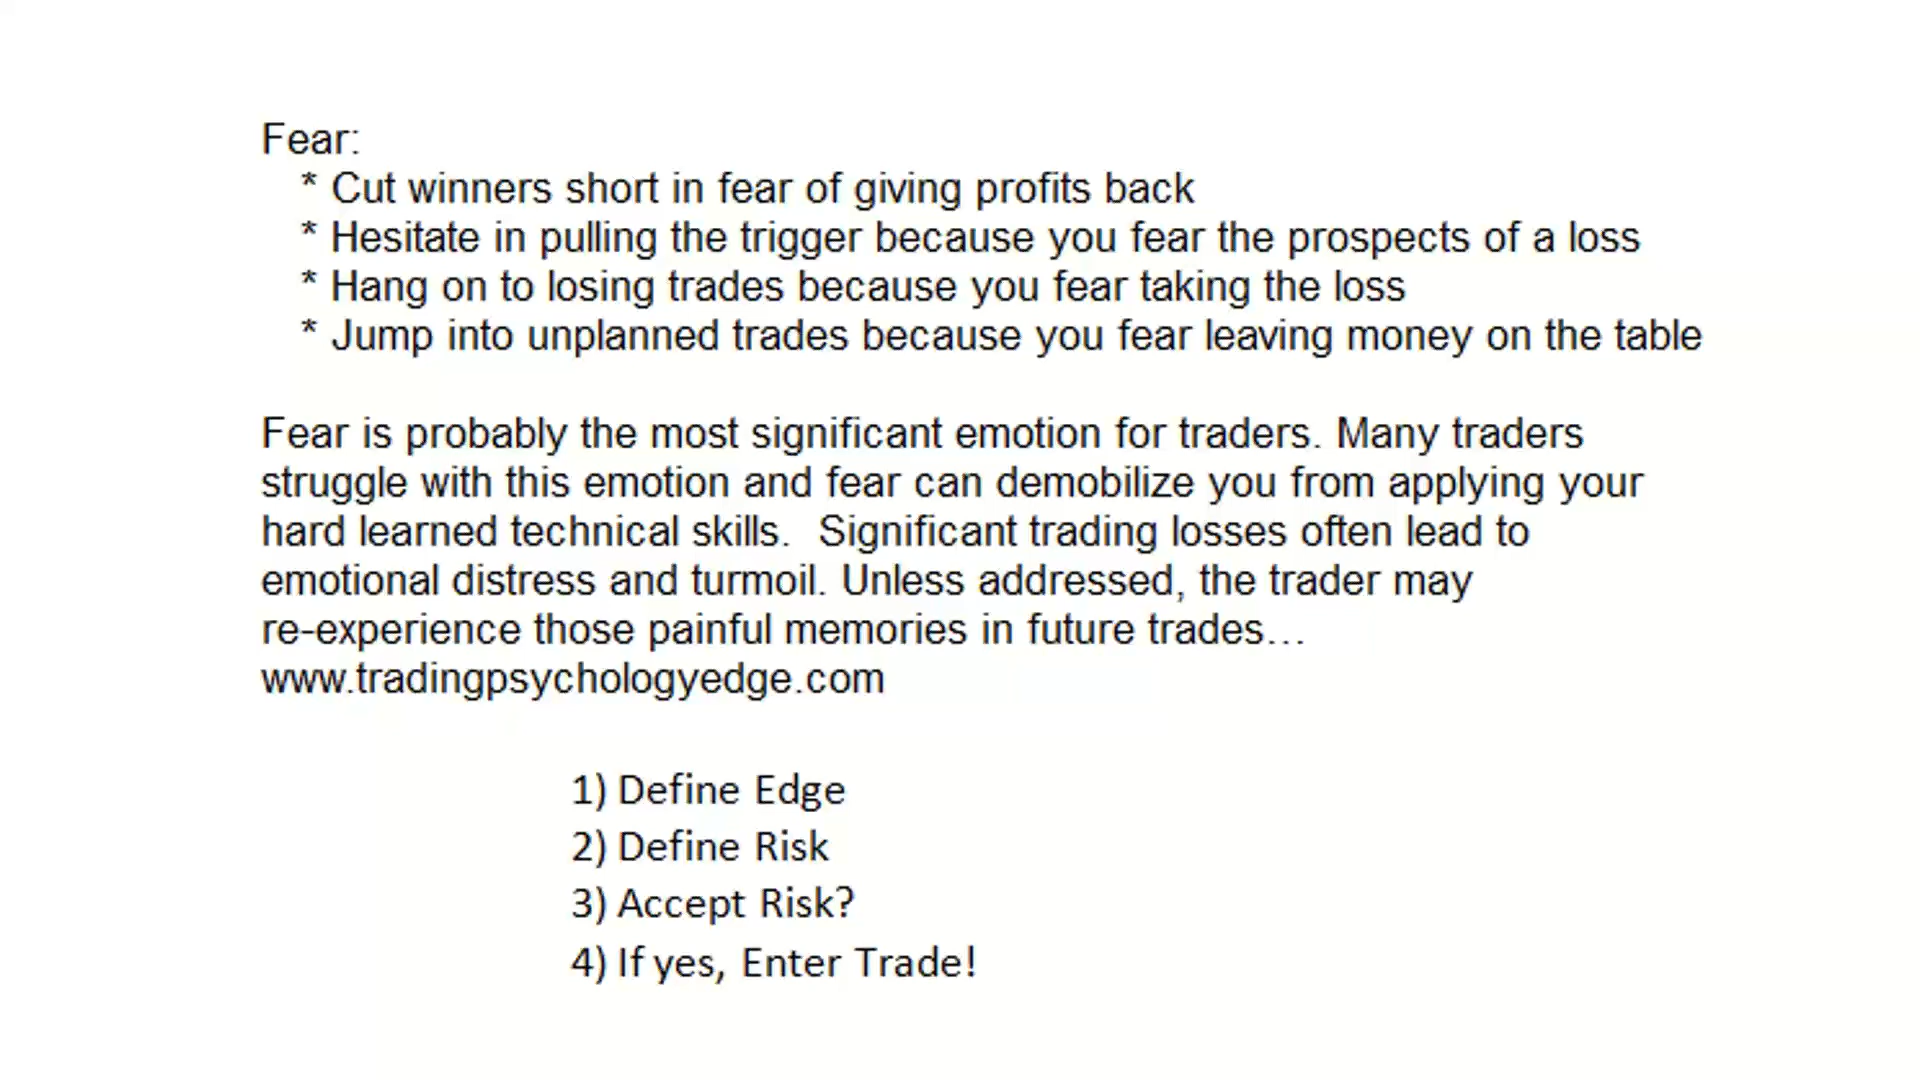 Fear:
* Cut winners short in fear of giving profits back
* Hesitate in pulling the trigger because you fear the prospects of a loss
* Hang on to losing trades because you fear taking the loss
* Jump into unplanned trades because you fear leaving money on the table
Fear is probably the most significant emotion for traders. Many traders
struggle with this emotion and fear can demobilize you from applying your
hard learned technical skills.  Significant trading losses often lead to
emotional distress and turmoil. Unless addressed, the trader may
re-experience those painful memories in future trades…
www.tradingpsychologyedge.com
1) Define Edge
2) Define Risk
3) Accept Risk?
4) If yes, Enter Trade!